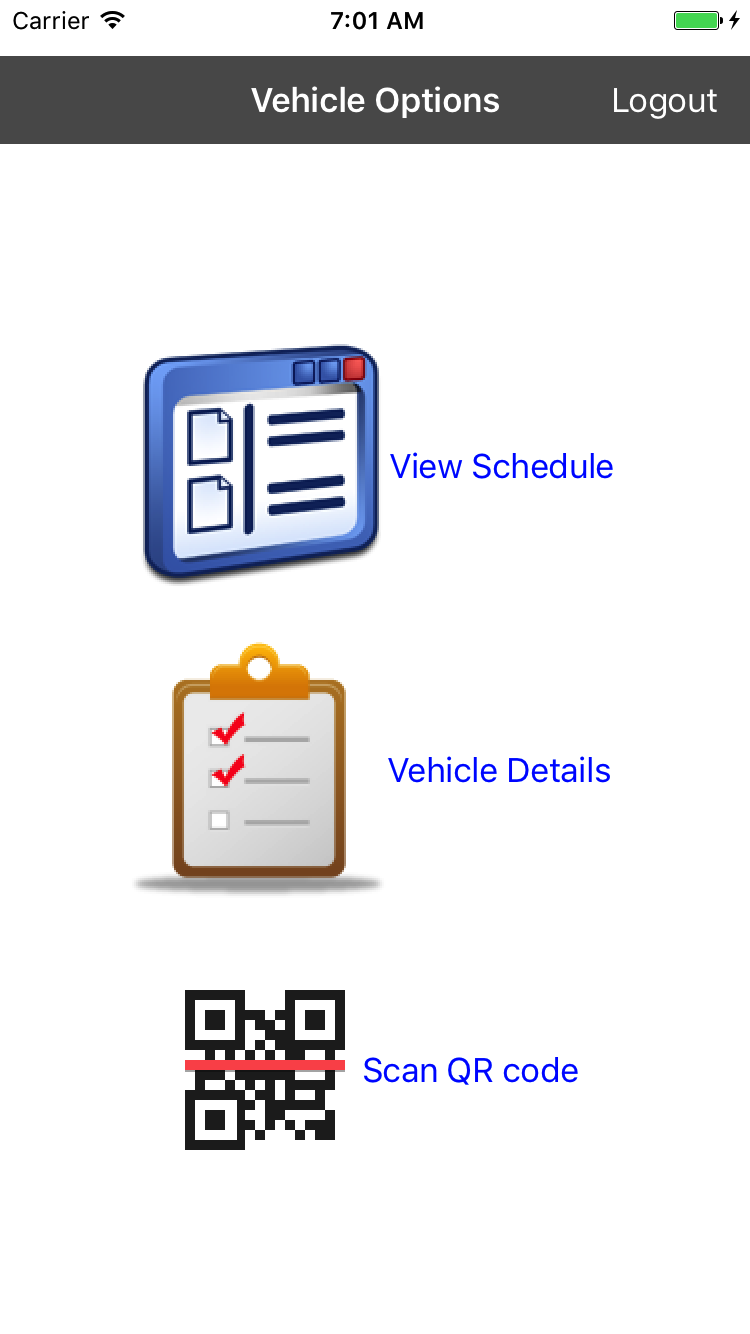 Carrier 7:01 AM
Vehicle Options Logout
View Schedule
Vehicle Details
Scan QR code